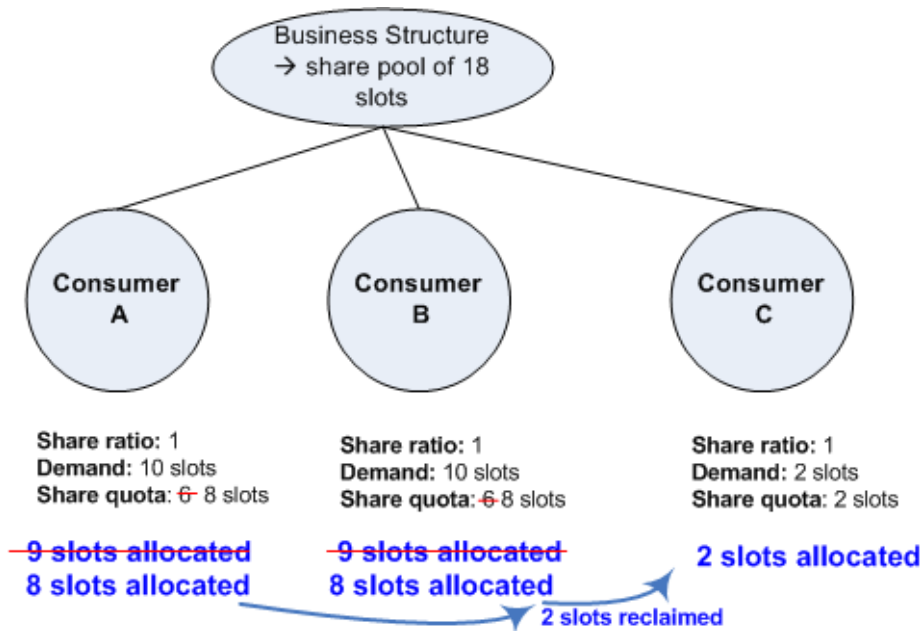 Business Structure
→ share pool of 18
slots
Consumer
A
Consumer
B
Consumer
C
Share ratio: 1
Demand: 10 slots
Share quota: 6 8 slots
9 slots allocated
8 slots allocated
Share ratio: 1
Demand: 10 slots
Share quota: 6 8 slots
9 slots allocated
8 slots allocated
Share ratio: 1
Demand: 2 slots
Share quota: 2 slots
2 slots allocated
2 slots reclaimed